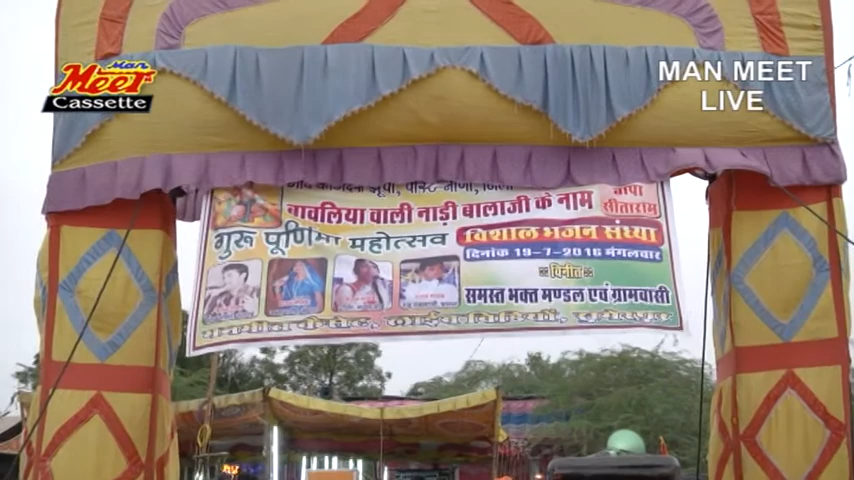 Man
Meet
Cassette
MAN MEET
LIVE
बावलिया वाली नाड़ी बालाजी के नाम
बापा
सीताराम
गुरू पूर्णिमा महोत्सव
विशाल भजन संध्या
दिनांक 19-7-2016 मंगलवार
विनीत
समस्त भक्त मण्डल एवं ग्रामवासी